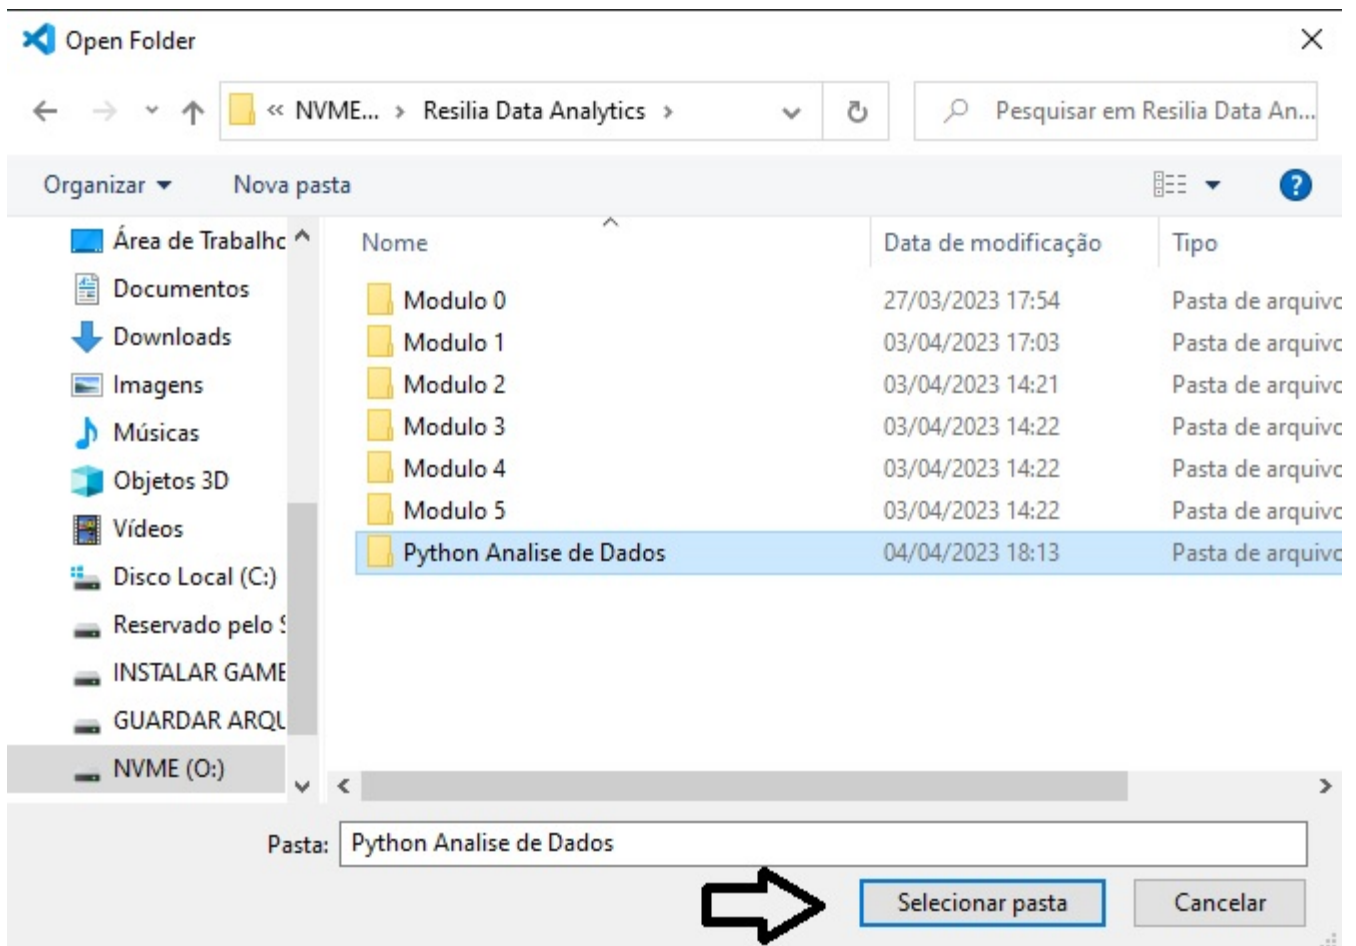 Open Folder
« NVME... > Resilia Data Analytics >
Pesquisar em Resilia Data An...
Organizar
Nova pasta
?
Área de Trabalhc
Documentos
Downloads
Imagens
Músicas
Objetos 3D
Vídeos
Disco Local (C:)
Reservado pelo S
INSTALAR GAME
GUARDAR ARQU
NVME (O:)
Nome Data de modificação Tipo
Modulo 0 27/03/2023 17:54 Pasta de arquivo
Modulo 1 03/04/2023 17:03 Pasta de arquivo
Modulo 2 03/04/2023 14:21 Pasta de arquivo
Modulo 3 03/04/2023 14:22 Pasta de arquivo
Modulo 4 03/04/2023 14:22 Pasta de arquivo
Modulo 5 03/04/2023 14:22 Pasta de arquivo
Python Analise de Dados 04/04/2023 18:13 Pasta de arquivo
Pasta: Python Analise de Dados
Selecionar pasta Cancelar